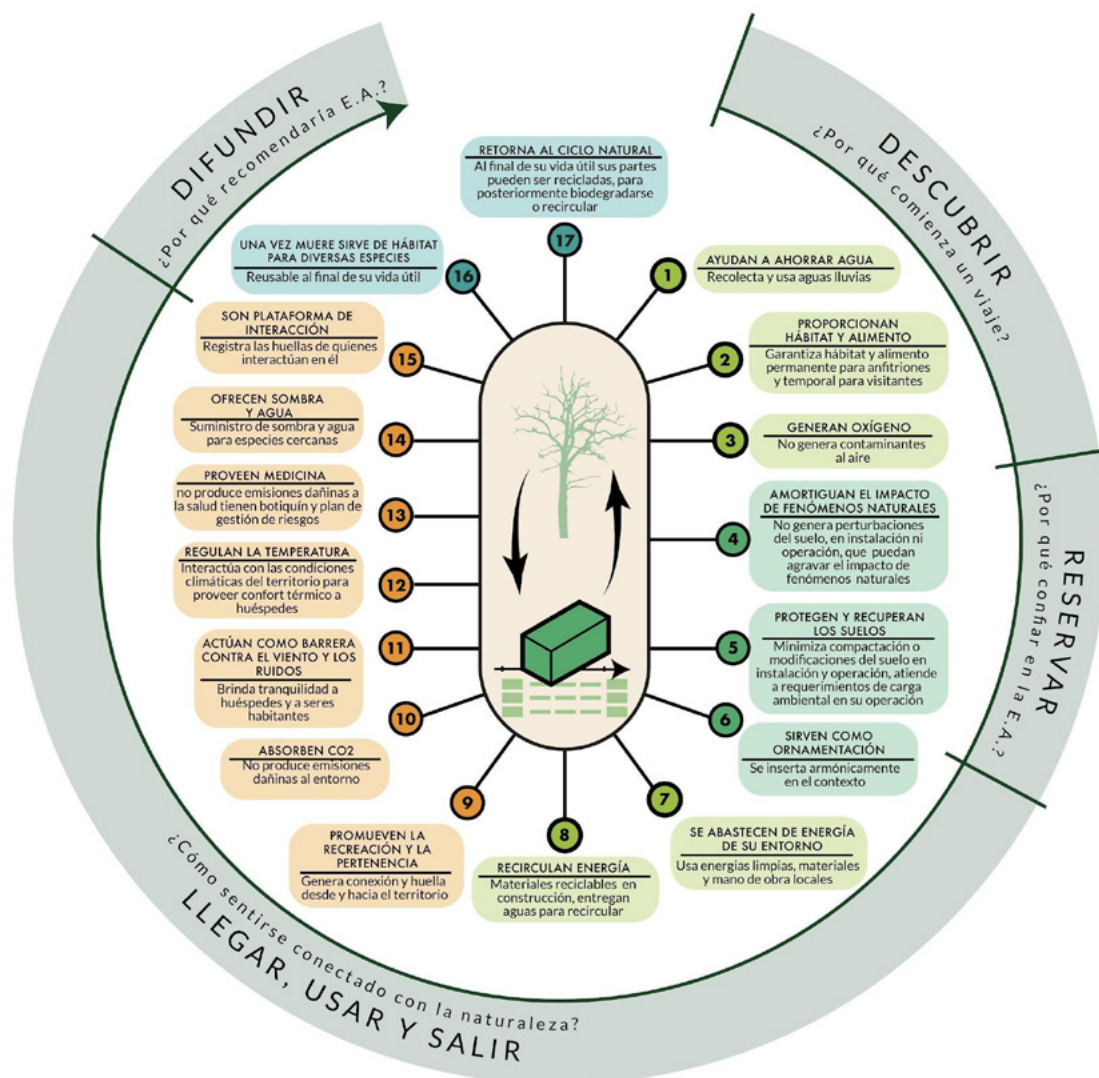 DESCUBRIR
¿Por qué comienza un viaje?
RESERVAR
¿Por qué confiar en la E.A.?
LLEGAR, USAR Y SALIR
¿Cómo sentirse conectado con la naturaleza?
DIFUNDIR
¿Por qué recomendaría E.A.?
1
AYUDAN A AHORRAR AGUA
Recolecta y usa aguas lluvias
2
PROPORCIONAN
HÁBITAT Y ALIMENTO
Garantiza hábitat y alimento
permanente para anfitriones
y temporal para visitantes
3
GENERAN OXÍGENO
No genera contaminantes
al aire
4
AMORTIGUAN EL IMPACTO
DE FENÓMENOS NATURALES
No genera perturbaciones
del suelo, en instalación ni
operación, que puedan
agravar el impacto de
fenómenos naturales
5
PROTEGEN Y RECUPERAN
LOS SUELOS
Minimiza compactación o
modificaciones del suelo en
instalación y operación, atiende
a requerimientos de carga
ambiental en su operación
6
SIRVEN COMO
ORNAMENTACIÓN
Se inserta armónicamente
en el contexto
7
SE ABASTECEN DE ENERGÍA
DE SU ENTORNO
Usa energias limpias, materiales
y mano de obra locales
8
RECIRCULAN ENERGÍA
Materiales reciclables en
construcción, entregan
aguas para recircular
9
PROMUEVEN LA
RECREACIÓN Y LA
PERTENENCIA
Genera conexión y huella
desde y hacia el territorio
10
ABSORBEN CO2
No produce emisiones
dañinas al entorno
11
ACTÚAN COMO BARRERA
CONTRA EL VIENTO Y LOS
RUIDOS
Brinda tranquilidad a
huéspedes y a seres
habitantes
12
REGULAN LA TEMPERATURA
Interactúa con las condiciones
climáticas del territorio para
proveer confort térmico a
huéspedes
13
PROVEEN MEDICINA
no produce emisiones dañinas a
la salud tienen botiquín y plan de
gestión de riesgos
14
OFRECEN SOMBRA
Y AGUA
Suministro de sombra y agua
para especies cercanas
15
SON PLATAFORMA DE
INTERACCIÓN
Registra las huellas de quienes
interactúan en él
16
UNA VEZ MUERE SIRVE DE HÁBITAT
PARA DIVERSAS ESPECIES
Reusable al final de su vida útil
17
RETORNA AL CICLO NATURAL
Al final de su vida útil sus partes
pueden ser recicladas, para
posteriormente biodegradarse
o recircular